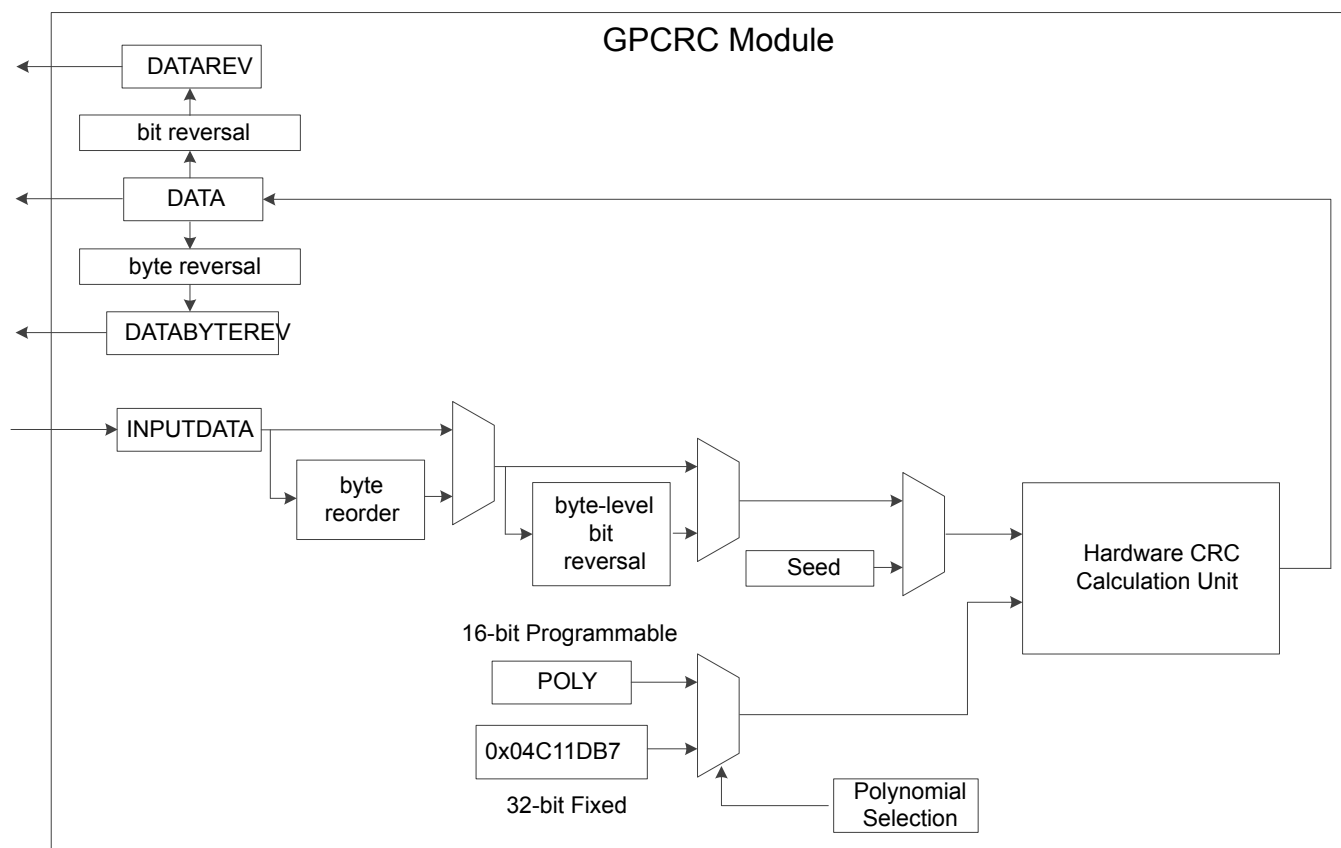 GPCRC Module
DATAREV
bit reversal
DATA
byte reversal
DATABYTEREV
INPUTDATA
byte
reorder
byte-level
bit
reversal
Seed
Hardware CRC
Calculation Unit
16-bit Programmable
POLY
0x04C11DB7
32-bit Fixed
Polynomial
Selection